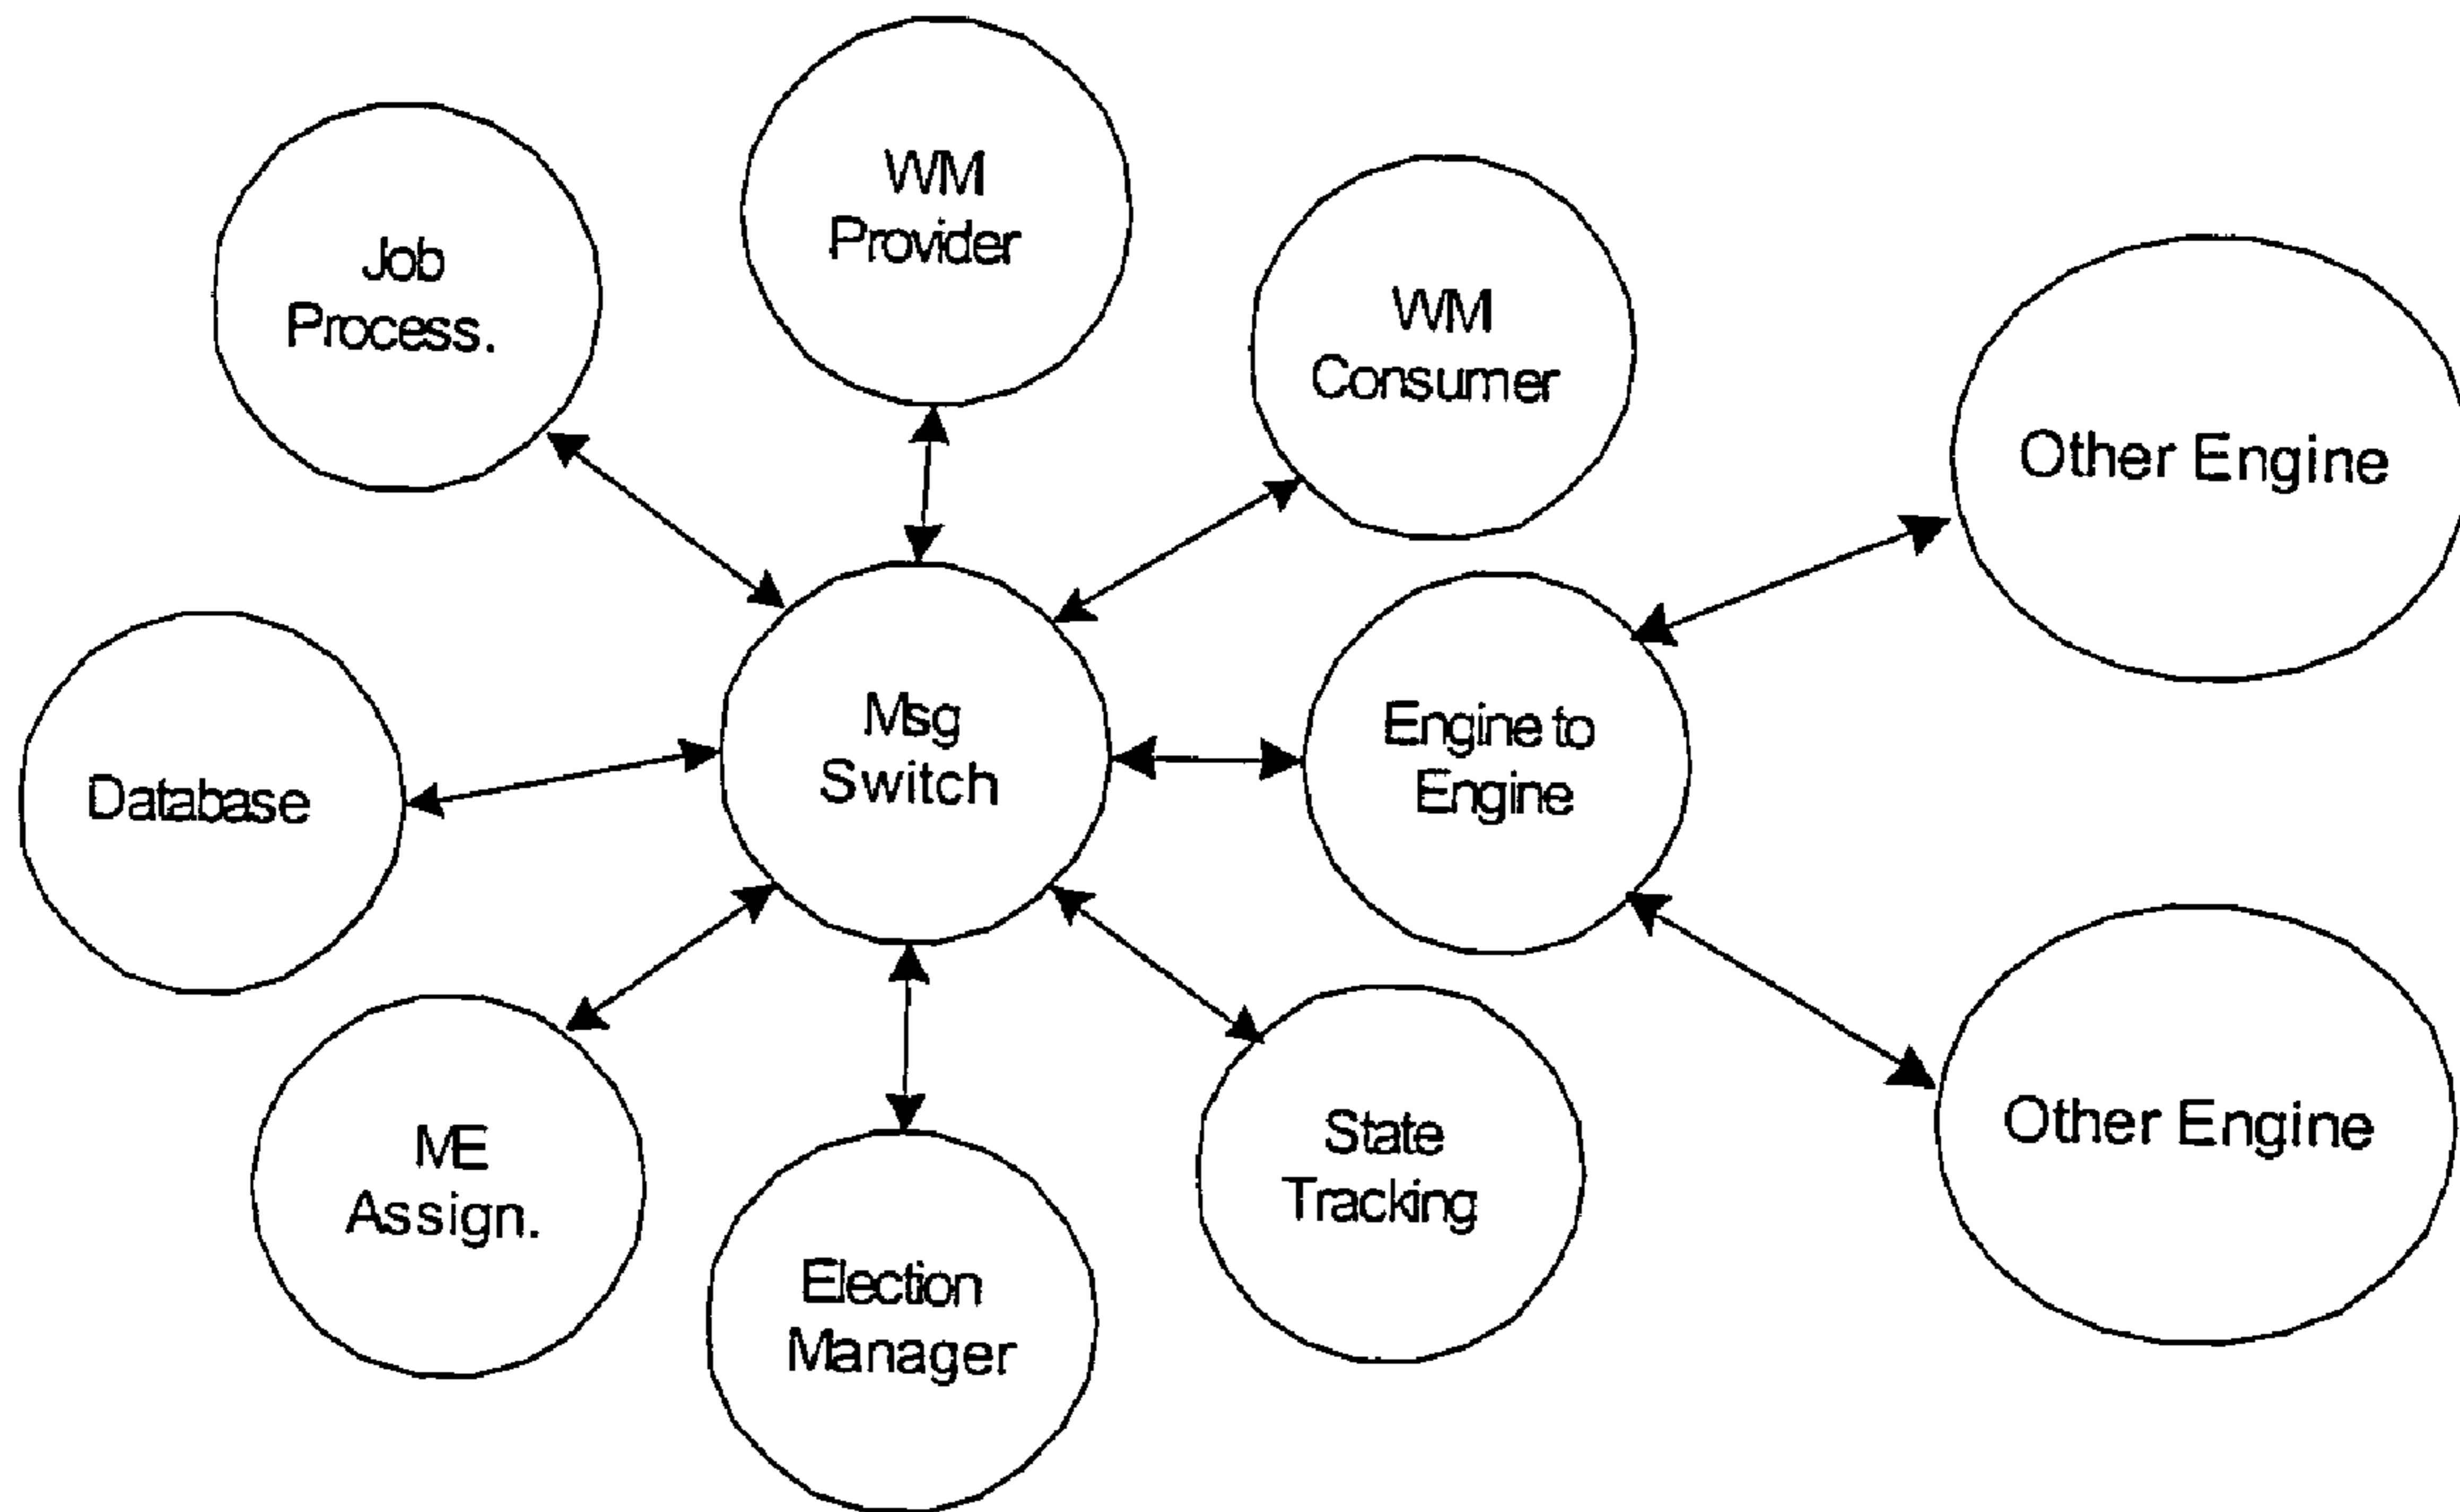 WM
Provider
Job
Process.
WM
Consumer
Other Engine
Msg
Switch
Engine to
Engine
Database
ME
Assign.
State
Tracking
Other Engine
Election
Manager